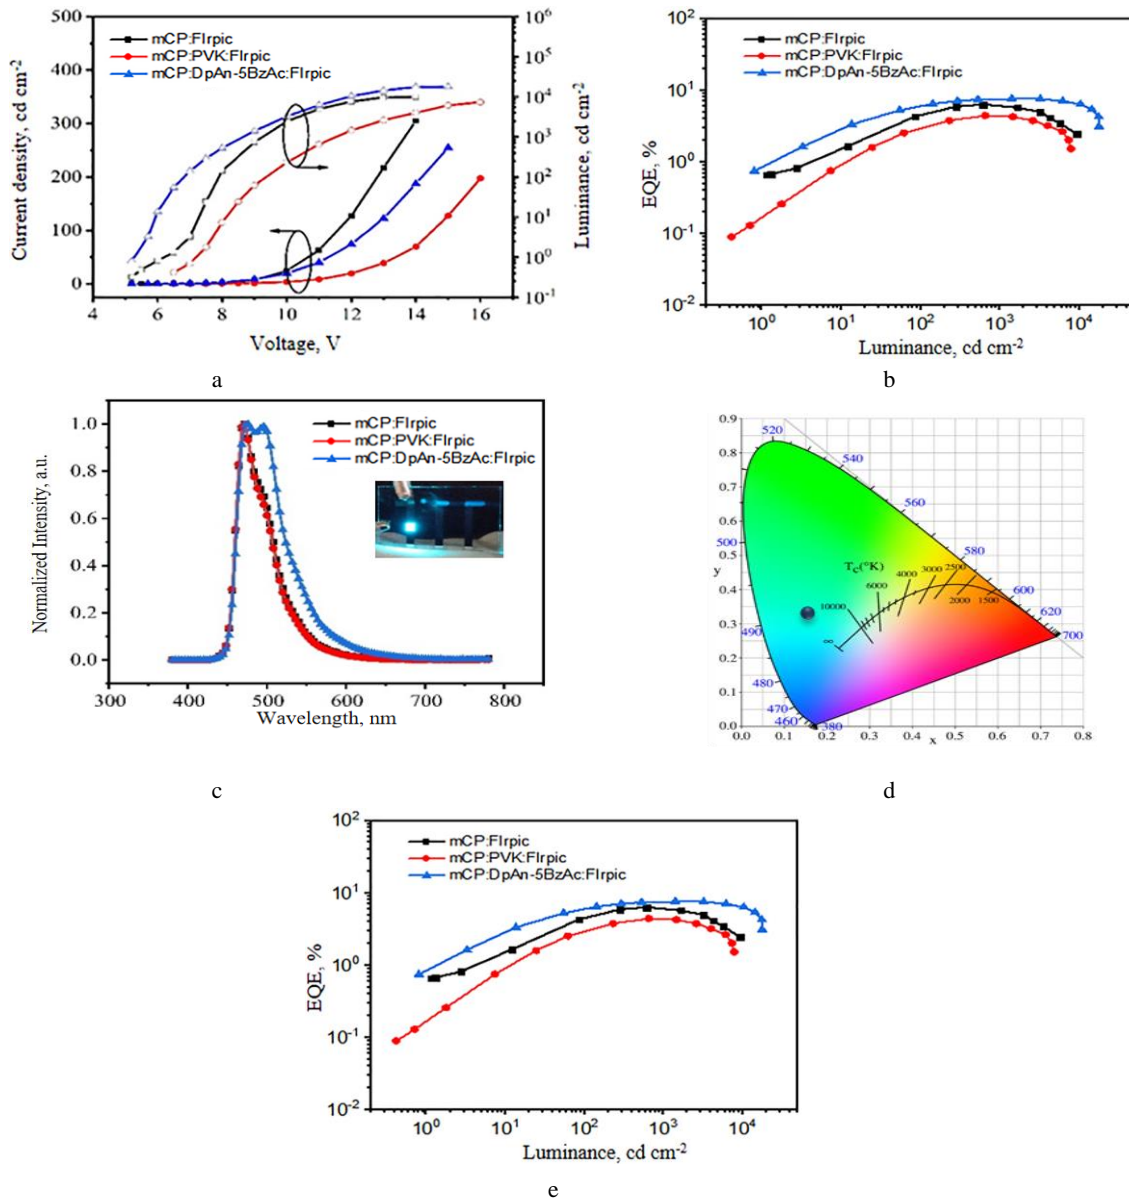 500
400
300
200
100
0
Current density, cd cm-2
mCP:FIrpic
mCP:PVK:FIrpic
mCP:DpAn-5BzAc:FIrpic
10^6
10^5
10^4
10^3
10^2
10^1
10^0
10^-1
Luminance, cd cm-2
4 6 8 10 12 14 16
Voltage, V
a
10^2
10^1
10^0
10^-1
10^-2
EQE, %
mCP:FIrpic
mCP:PVK:FIrpic
mCP:DpAn-5BzAc:FIrpic
10^0 10^1 10^2 10^3 10^4
Luminance, cd cm-2
b
1.0
0.8
0.6
0.4
0.2
0.0
Normalized Intensity, a.u.
mCP:FIrpic
mCP:PVK:FIrpic
mCP:DpAn-5BzAc:FIrpic
300 400 500 600 700 800
Wavelength, nm
c
0.9
0.8
0.7
0.6
0.5
y
0.4
0.3
0.2
0.1
0.0
520
540
560
500
580
Tc(°K)
2500
3000
4000
6000
10000
2000
1500
600
620
700
490
∞
480
470
460
380
0.0 0.1 0.2 0.3 0.4 0.5 0.6 0.7 0.8
x
d
10^2
10^1
10^0
10^-1
10^-2
EQE, %
mCP:FIrpic
mCP:PVK:FIrpic
mCP:DpAn-5BzAc:FIrpic
10^0 10^1 10^2 10^3 10^4
Luminance, cd cm-2
e